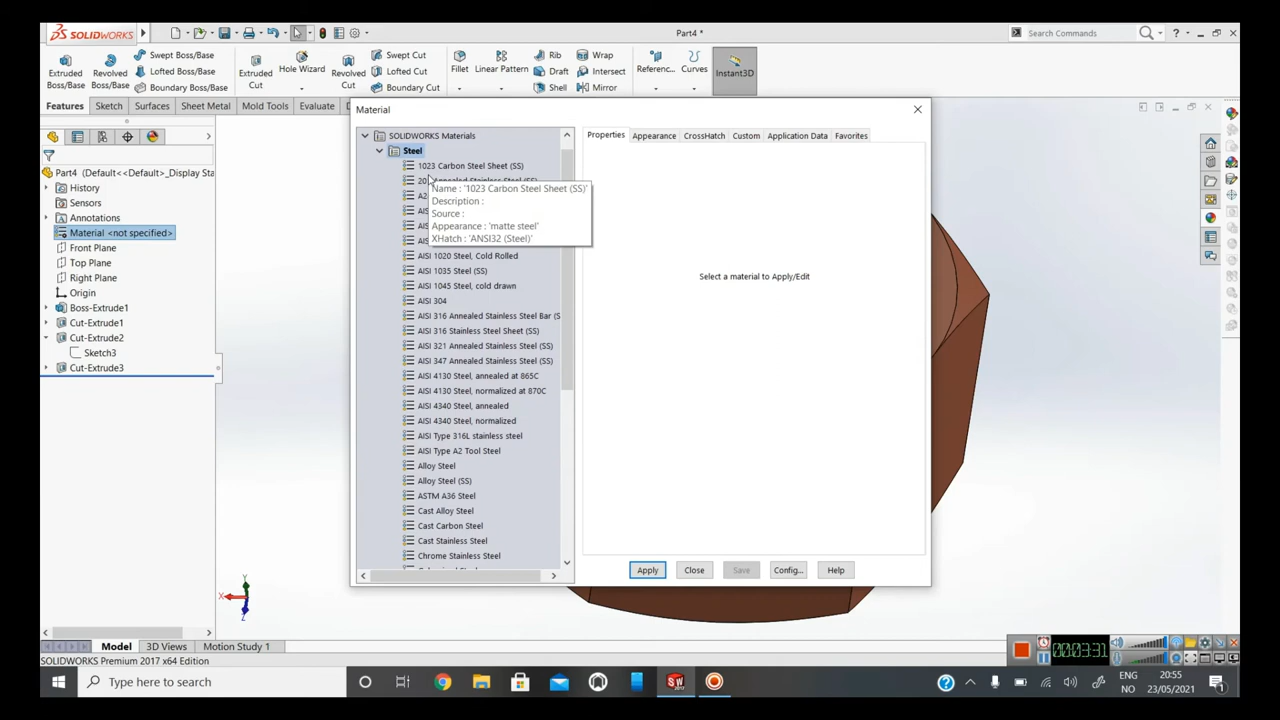 SOLIDWORKS
Part4 *
Search Commands
Extruded Boss/Base
Revolved Boss/Base
Swept Boss/Base
Lofted Boss/Base
Boundary Boss/Base
Extruded Cut
Hole Wizard
Revolved Cut
Swept Cut
Lofted Cut
Boundary Cut
Fillet
Linear Pattern
Rib
Draft
Shell
Wrap
Intersect
Mirror
Referenc...
Curves
Instant3D
Features
Sketch
Surfaces
Sheet Metal
Mold Tools
Evaluate
Part4 (Default<<Default>_Display Sta
History
Sensors
Annotations
Material <not specified>
Front Plane
Top Plane
Right Plane
Origin
Boss-Extrude1
Cut-Extrude1
Cut-Extrude2
Sketch3
Cut-Extrude3
Material
SOLIDWORKS Materials
Steel
1023 Carbon Steel Sheet (SS)
Name : '1023 Carbon Steel Sheet (SS)'
Description :
Source :
Appearance : 'matte steel'
XHatch : 'ANSI32 (Steel)'
AISI 1020 Steel, Cold Rolled
AISI 1035 Steel (SS)
AISI 1045 Steel, cold drawn
AISI 304
AISI 316 Annealed Stainless Steel Bar (S
AISI 316 Stainless Steel Sheet (SS)
AISI 321 Annealed Stainless Steel (SS)
AISI 347 Annealed Stainless Steel (SS)
AISI 4130 Steel, annealed at 865C
AISI 4130 Steel, normalized at 870C
AISI 4340 Steel, annealed
AISI 4340 Steel, normalized
AISI Type 316L stainless steel
AISI Type A2 Tool Steel
Alloy Steel
Alloy Steel (SS)
ASTM A36 Steel
Cast Alloy Steel
Cast Carbon Steel
Cast Stainless Steel
Chrome Stainless Steel
Properties
Appearance
CrossHatch
Custom
Application Data
Favorites
Select a material to Apply/Edit
Apply
Close
Save
Config...
Help
Y
X
Z
Model
3D Views
Motion Study 1
SOLIDWORKS Premium 2017 x64 Edition
00:03:31
Type here to search
ENG
NO
20:55
23/05/2021